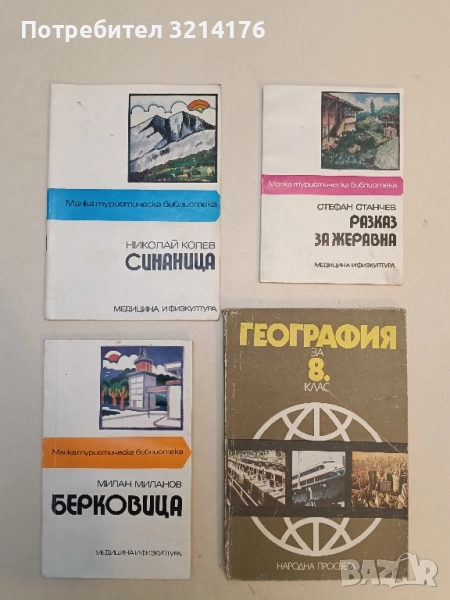 Потребител 3214176
Малка туристическа библиотека
НИКОЛАЙ КОЛЕВ
СИНАНИЦА
МЕДИЦИНА И ФИЗКУЛТУРА
Малка туристическа библиотека
СТЕФАН СТАНЧЕВ
РАЗКАЗ
ЗА ЖЕРАВНА
МЕДИЦИНА И ФИЗКУЛТУРА
Малка туристическа библиотека
МИЛАН МИЛАНОВ
БЕРКОВИЦА
МЕДИЦИНА И ФИЗКУЛТУРА
ГЕОГРАФИЯ
ЗА
8.
КЛАС
НАРОДНА ПРОСВЕТА
BAZAR